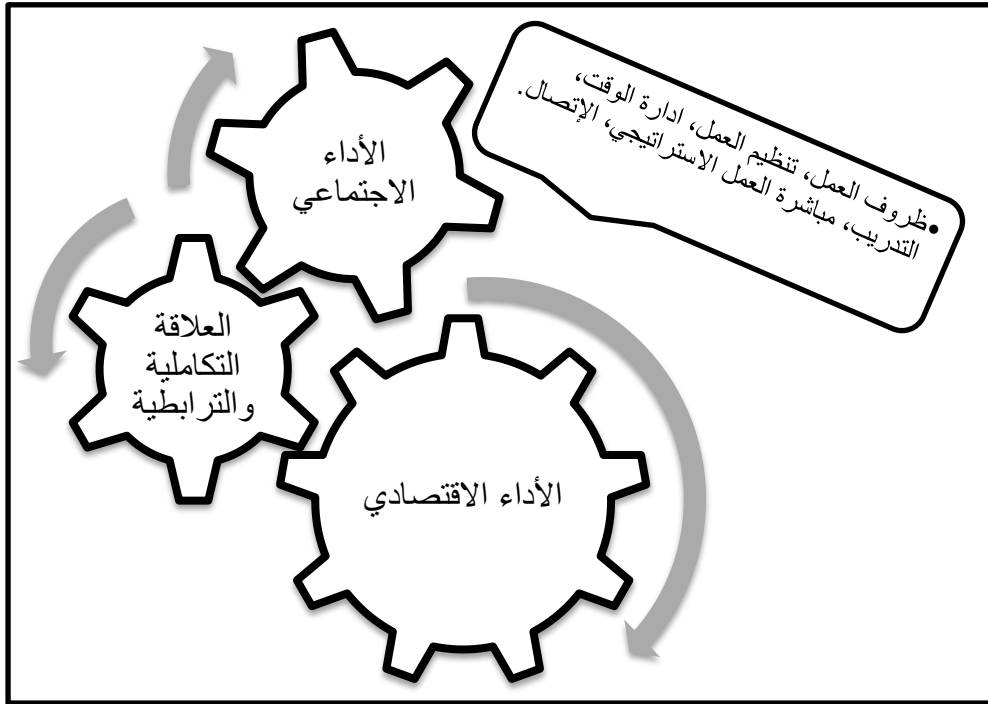 •ظروف العمل، تنظيم العمل، ادارة الوقت،
التدريب، مباشرة العمل الاستراتيجي، الإتصال.
الأداء
الاجتماعي
العلاقة
التكاملية
والترابطية
الأداء الاقتصادي